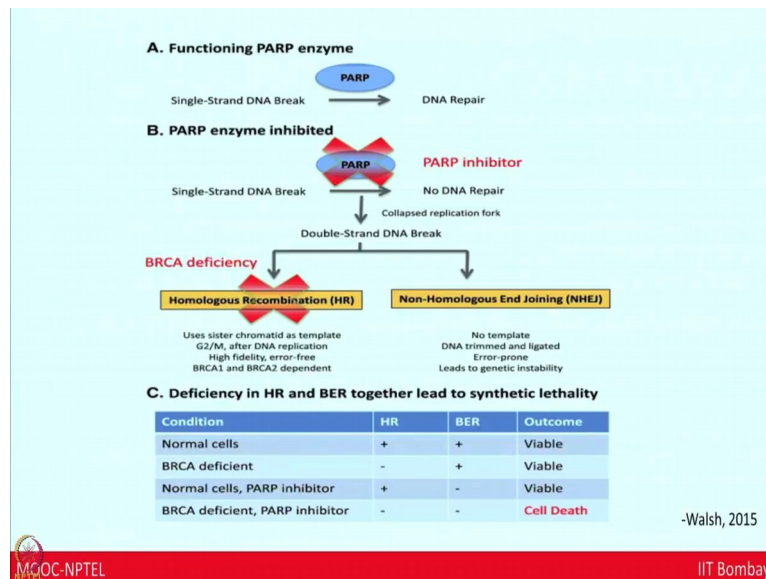 A. Functioning PARP enzyme
PARP
Single-Strand DNA Break DNA Repair
B. PARP enzyme inhibited
PARP PARP inhibitor
Single-Strand DNA Break No DNA Repair
Collapsed replication fork
Double-Strand DNA Break
BRCA deficiency
Homologous Recombination (HR) Non-Homologous End Joining (NHEJ)
Uses sister chromatid as template No template
G2/M, after DNA replication DNA trimmed and ligated
High fidelity, error-free Error-prone
BRCA1 and BRCA2 dependent Leads to genetic instability
C. Deficiency in HR and BER together lead to synthetic lethality
Condition HR BER Outcome
Normal cells + + Viable
BRCA deficient - + Viable
Normal cells, PARP inhibitor + - Viable
BRCA deficient, PARP inhibitor - - Cell Death
-Walsh, 2015
MOOC-NPTEL IIT Bombay
NPTEL